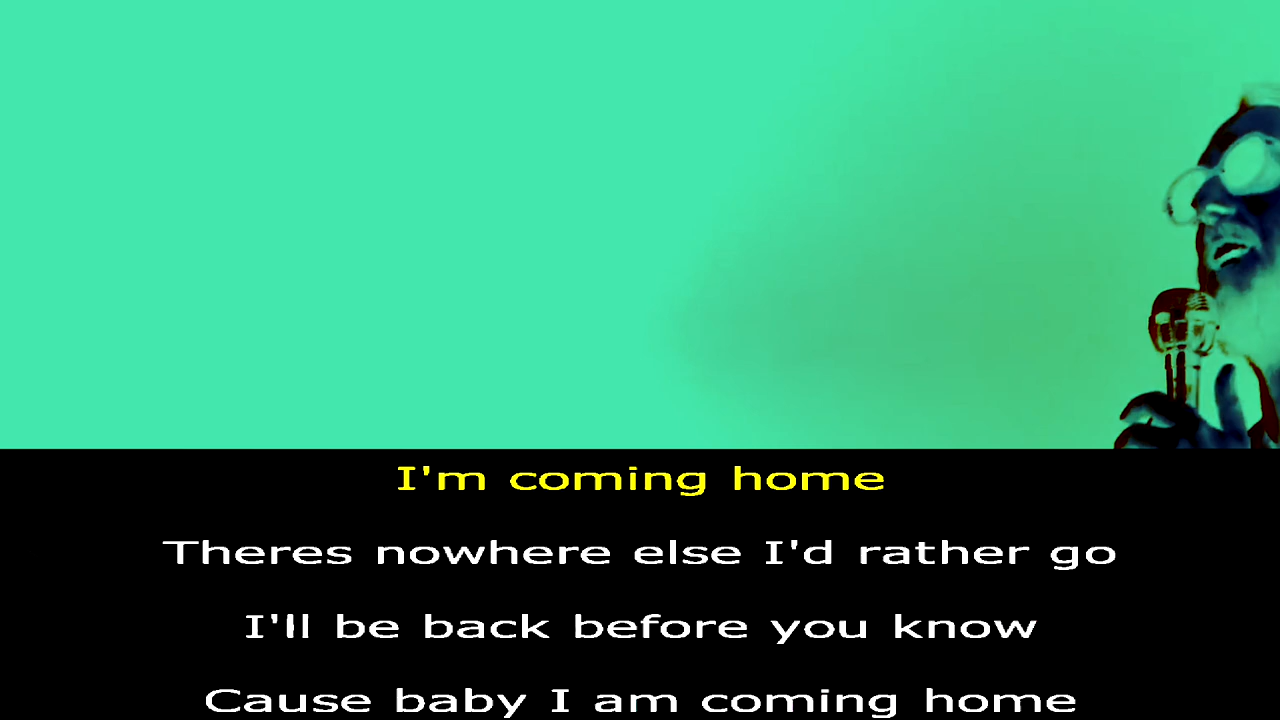 I'm coming home
Theres nowhere else I'd rather go
I'll be back before you know
Cause baby I am coming home